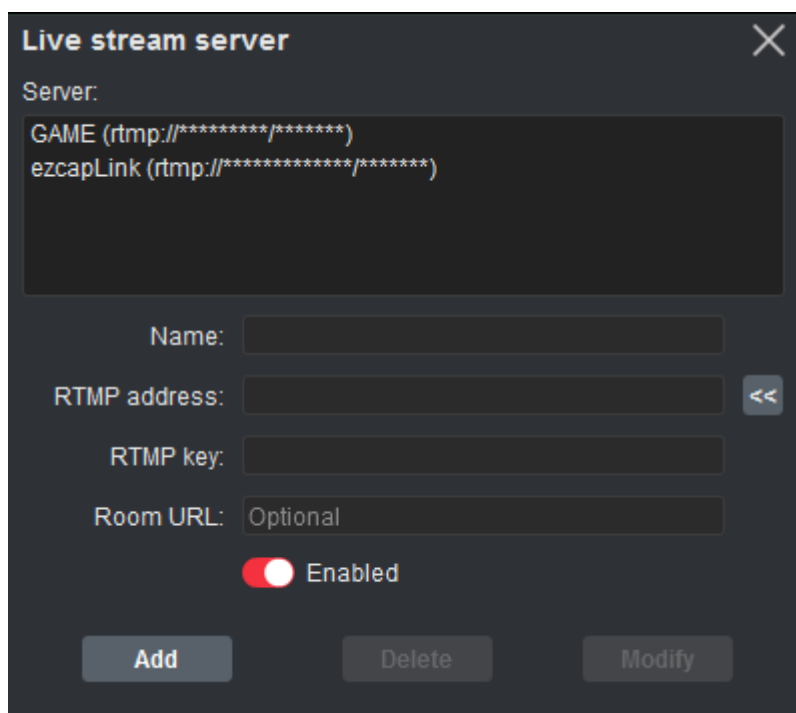 Live stream server
Server:
GAME (rtmp://*********/*******)
ezcapLink (rtmp://*************/*******)
Name:
RTMP address:
<<
RTMP key:
Room URL: Optional
Enabled
Add Delete Modify